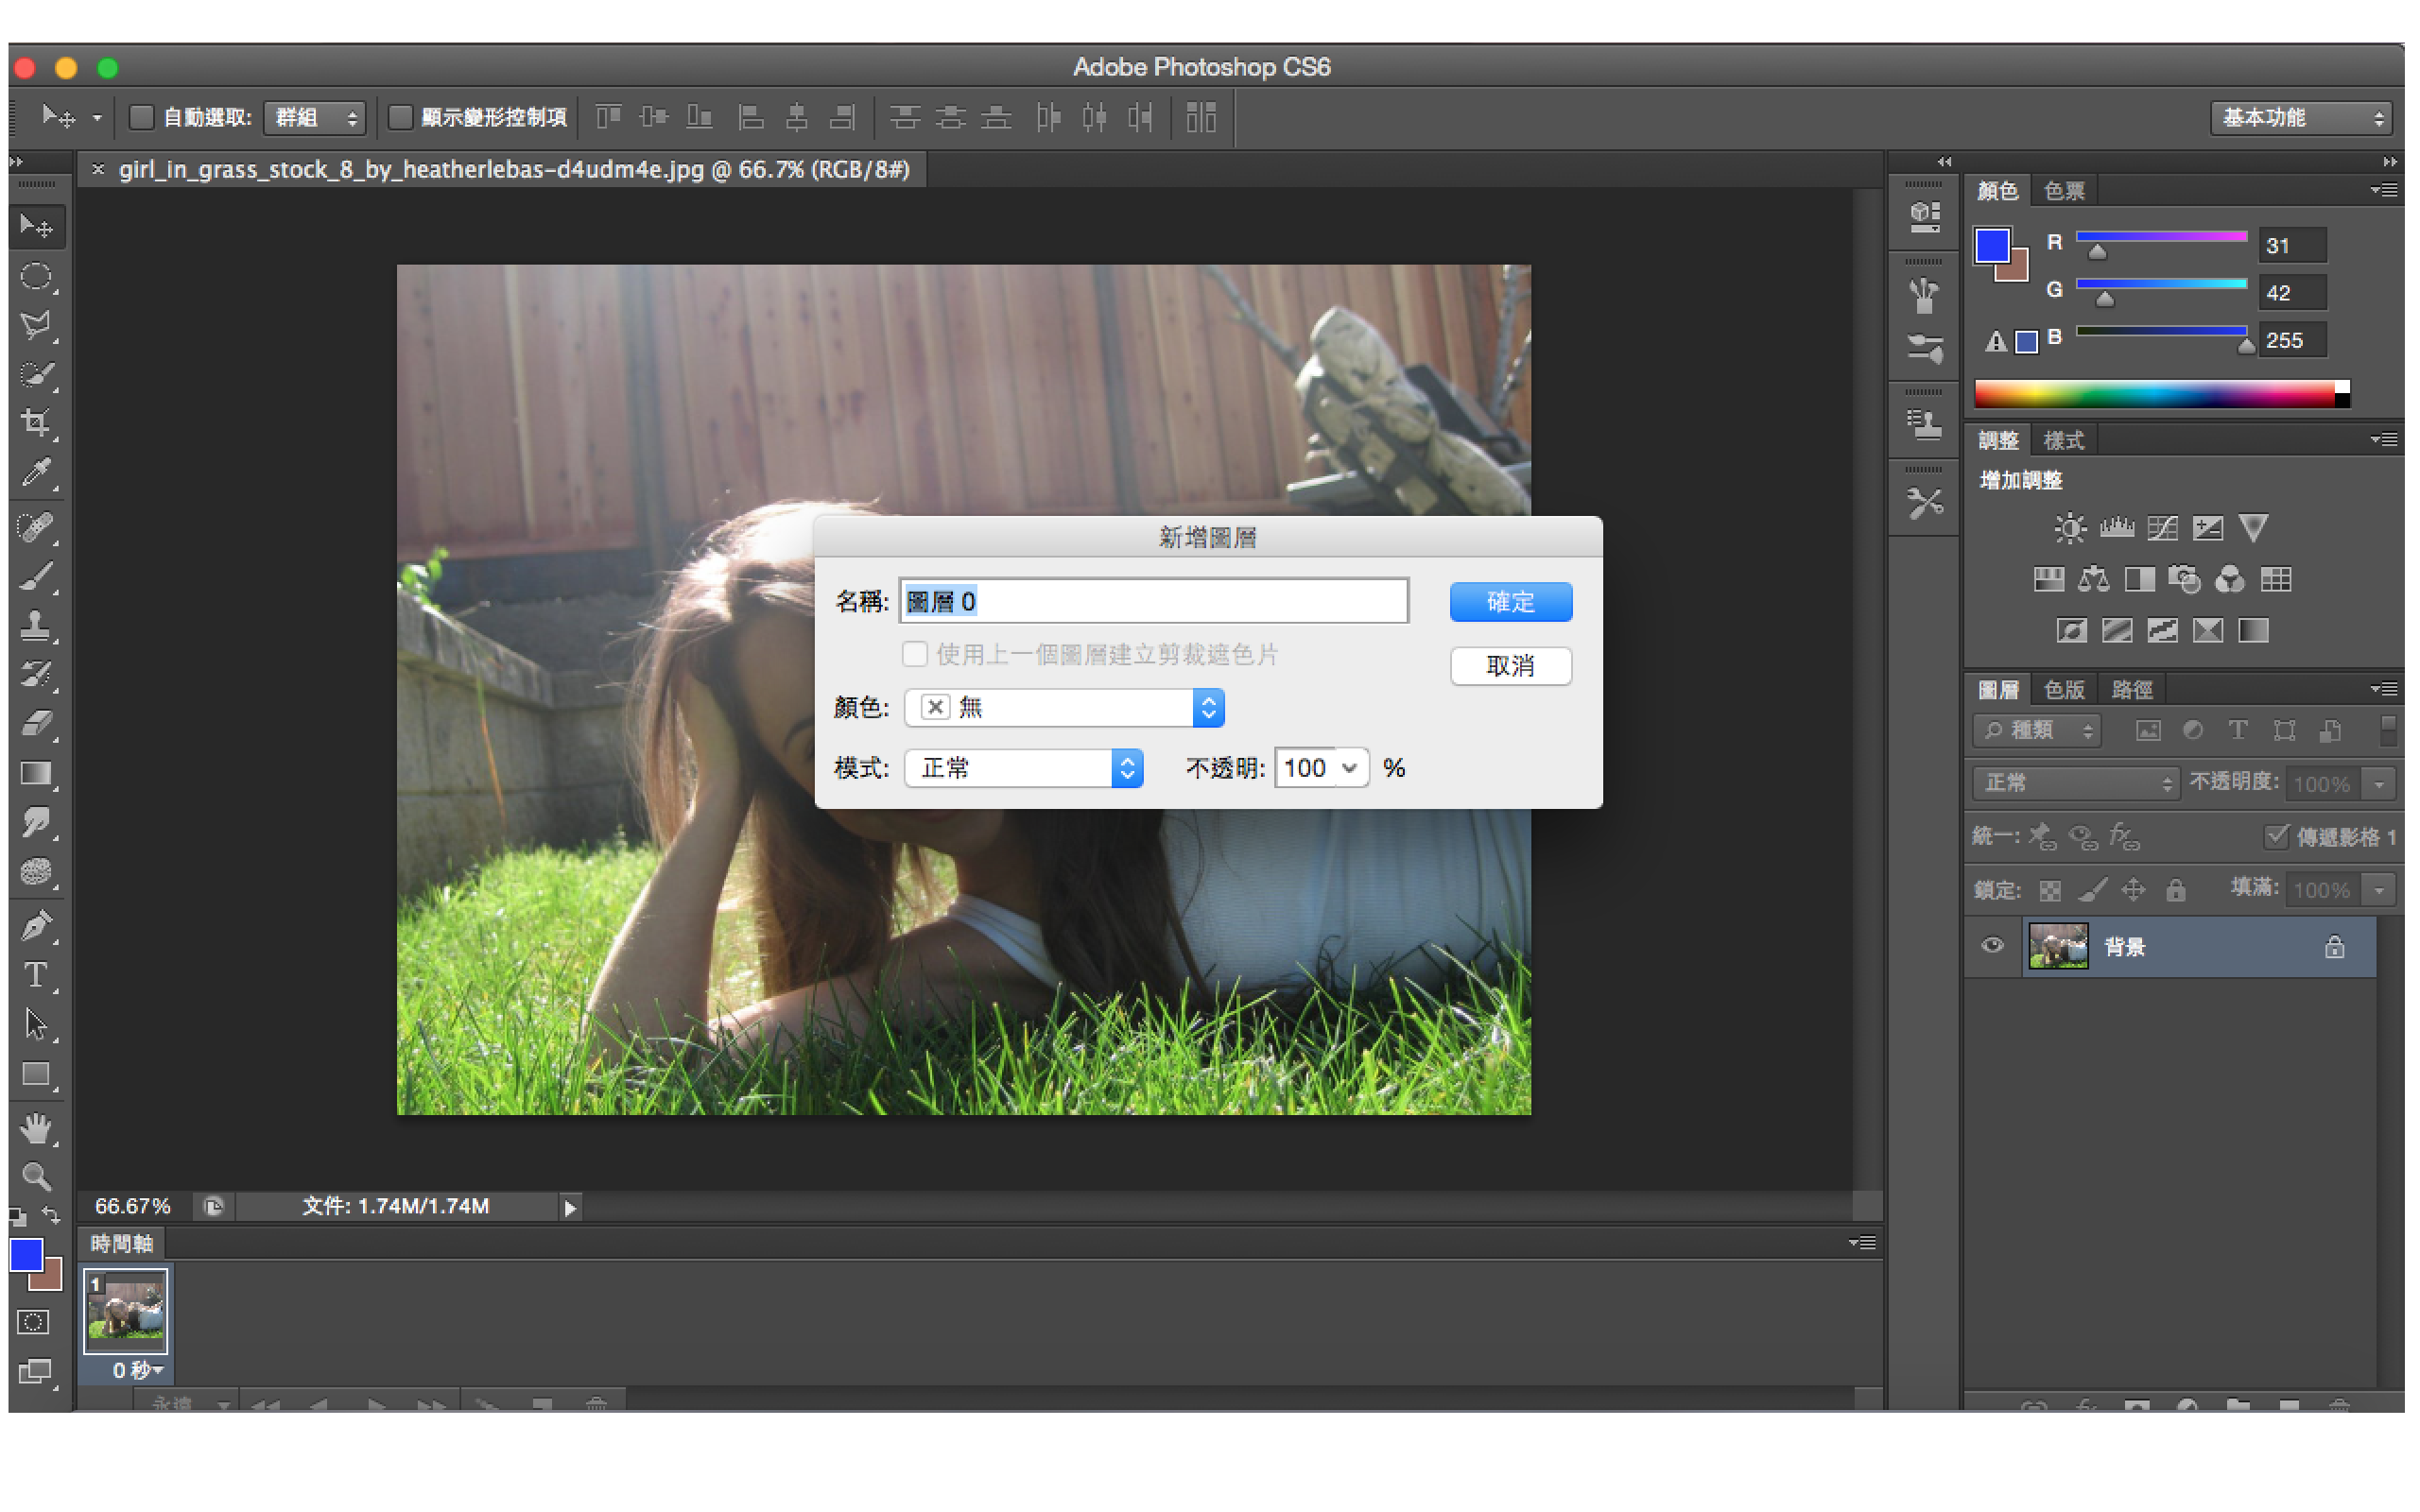 Adobe Photoshop CS6
自動選取: 群組 顯示變形控制項 基本功能
× girl_in_grass_stock_8_by_heatherlebas-d4udm4e.jpg @ 66.7% (RGB/8#)
顏色 色票
R 31
G 42
B 255
調整 樣式
增加調整
新增圖層
名稱: 圖層 0 確定
使用上一個圖層建立剪裁遮色片
取消
顏色: 無
模式: 正常 不透明: 100 %
圖層 色版 路徑
種類
正常 不透明度: 100%
統一: 傳遞影格 1
鎖定: 填滿: 100%
背景
66.67% 文件: 1.74M/1.74M
時間軸
1
0 秒
永遠